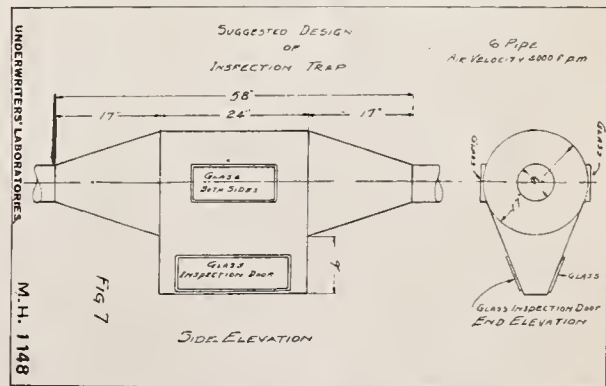 SUGGESTED DESIGN
OF
INSPECTION TRAP
6 PIPE
AIR VELOCITY 4000 F P M
58"
17"
24"
17"
GLASS
BOTH SIDES
GLASS
INSPECTION DOOR
9"
FIG 7
SIDE ELEVATION
GLASS
GLASS
GLASS
GLASS INSPECTION DOOR
END ELEVATION
UNDERWRITERS' LABORATORIES
M. H. 1148